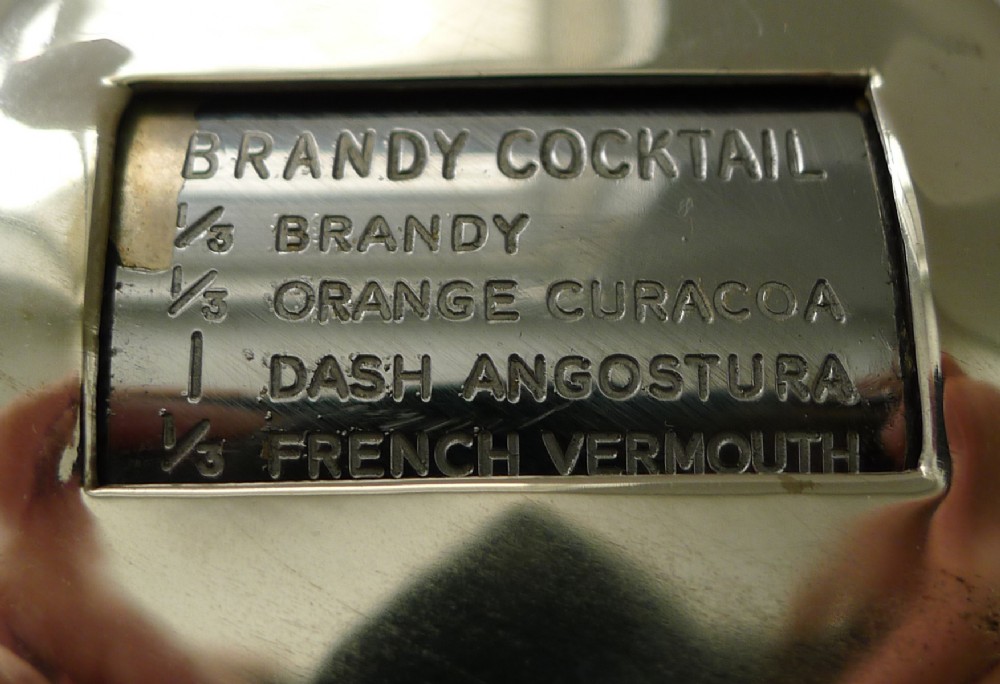 BRANDY COCKTAIL
1/3 BRANDY
1/3 ORANGE CURACOA
1 DASH ANGOSTURA
1/3 FRENCH VERMOUTH